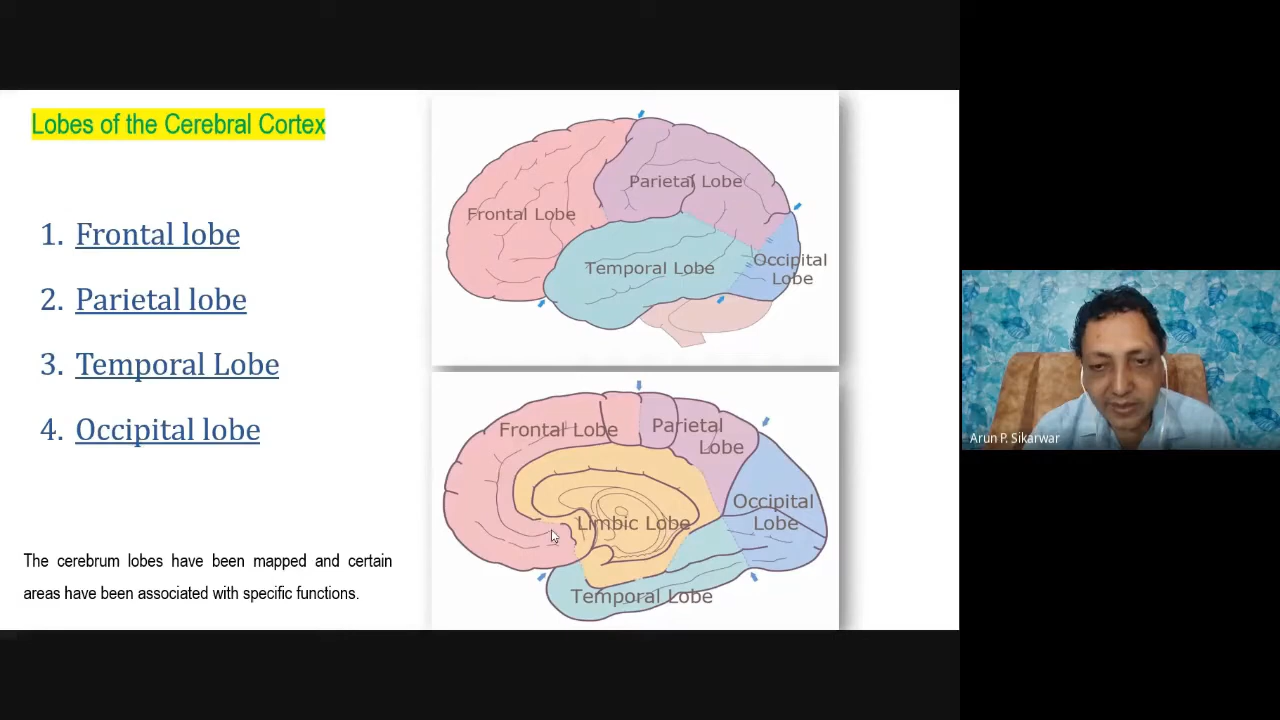 Lobes of the Cerebral Cortex
1. Frontal lobe
2. Parietal lobe
3. Temporal Lobe
4. Occipital lobe
The cerebrum lobes have been mapped and certain
areas have been associated with specific functions.
Parietal Lobe
Frontal Lobe
Temporal Lobe
Occipital
Lobe
Frontal Lobe
Parietal
Lobe
Limbic Lobe
Occipital
Lobe
Temporal Lobe
Arun P. Sikarwar